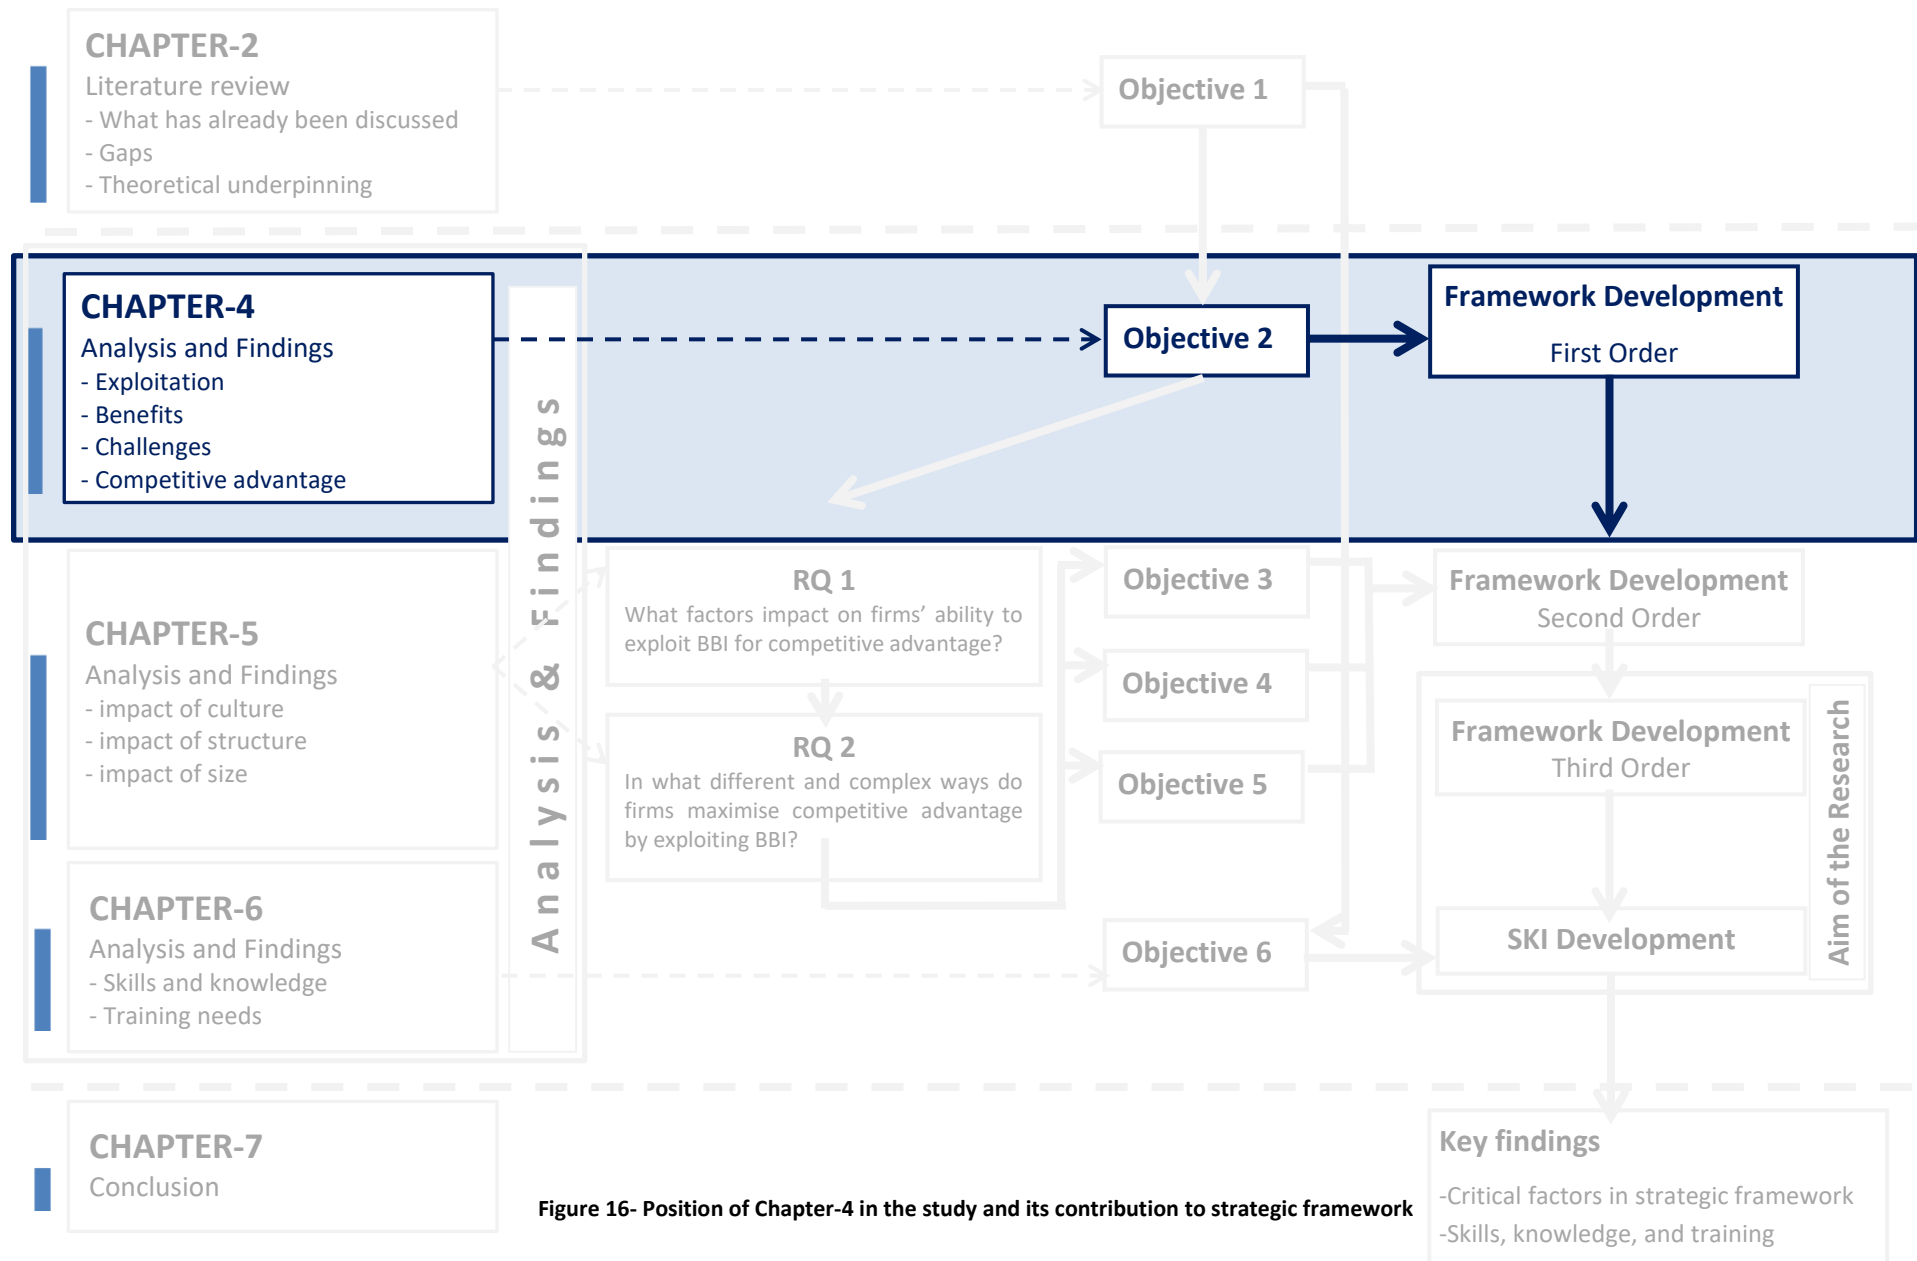 CHAPTER-2
Literature review
- What has already been discussed
- Gaps
- Theoretical underpinning
Objective 1
CHAPTER-4
Analysis and Findings
- Exploitation
- Benefits
- Challenges
- Competitive advantage
Analysis & Findings
Objective 2
Framework Development
First Order
CHAPTER-5
Analysis and Findings
- impact of culture
- impact of structure
- impact of size
RQ 1
What factors impact on firms’ ability to
exploit BBI for competitive advantage?
RQ 2
In what different and complex ways do
firms maximise competitive advantage
by exploiting BBI?
Objective 3
Objective 4
Objective 5
Framework Development
Second Order
Framework Development
Third Order
Aim of the Research
CHAPTER-6
Analysis and Findings
- Skills and knowledge
- Training needs
Objective 6
SKI Development
CHAPTER-7
Conclusion
Key findings
-Critical factors in strategic framework
-Skills, knowledge, and training
Figure 16- Position of Chapter-4 in the study and its contribution to strategic framework